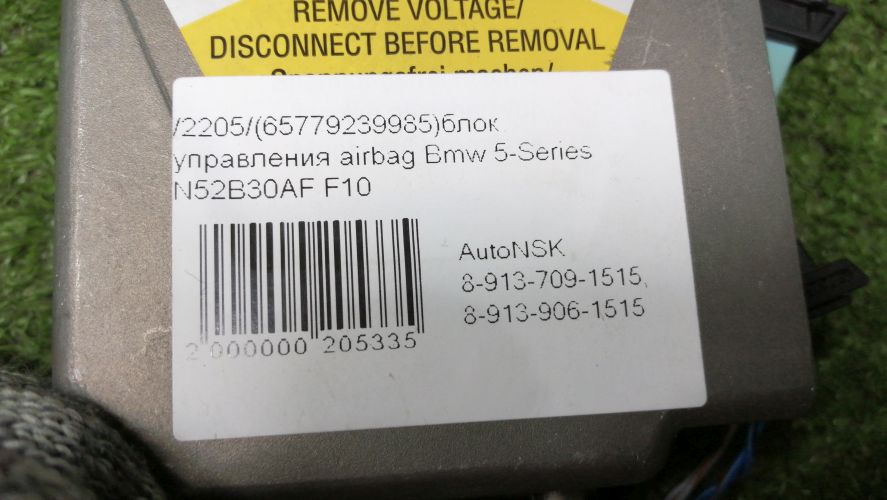 REMOVE VOLTAGE/
DISCONNECT BEFORE REMOVAL
/2205/(65779239985)блок
управления airbag Bmw 5-Series
N52B30AF F10
AutoNSK
8-913-709-1515,
8-913-906-1515
2 000000 205335